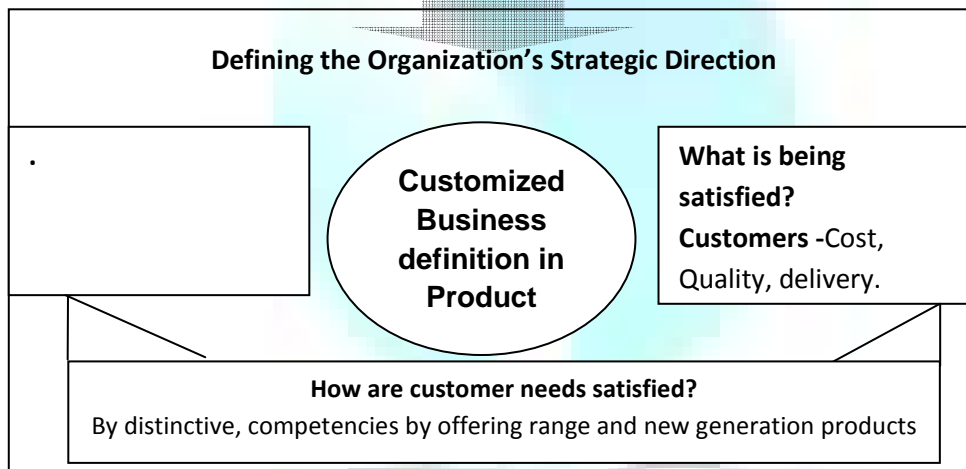 Defining the Organization’s Strategic Direction
.
Customized
Business
definition in
Product
What is being
satisfied?
Customers -Cost,
Quality, delivery.
How are customer needs satisfied?
By distinctive, competencies by offering range and new generation products